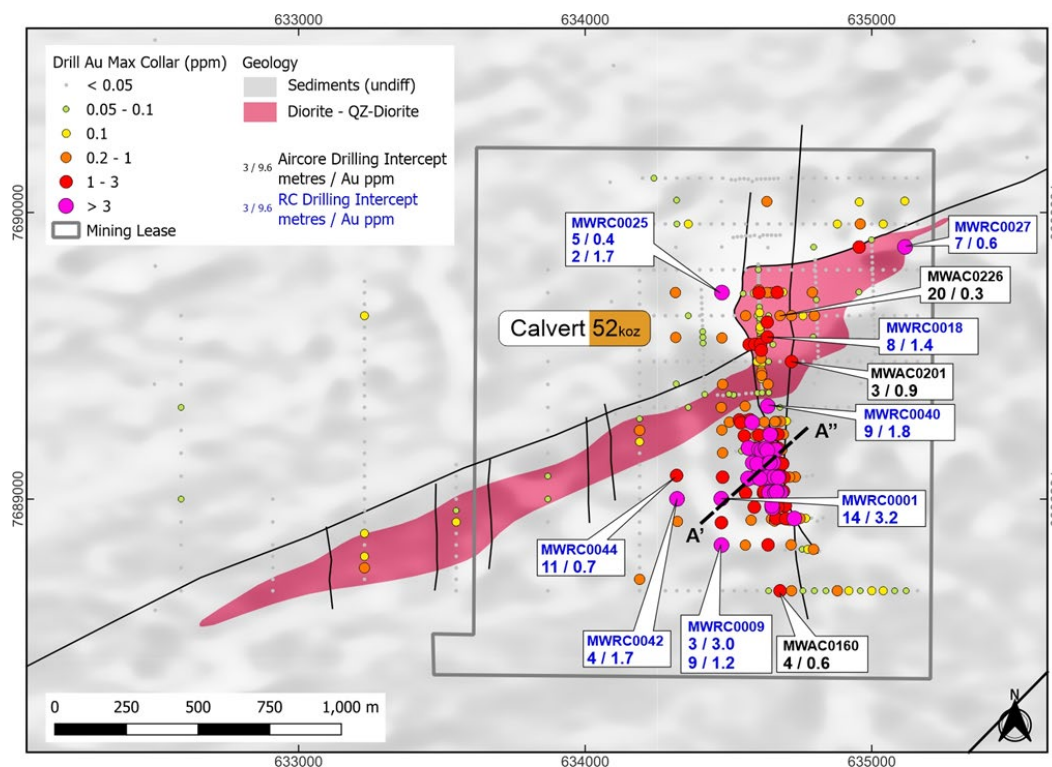 633000
634000
635000
Drill Au Max Collar (ppm)
< 0.05
0.05 - 0.1
0.1
0.2 - 1
1 - 3
> 3
Mining Lease
Geology
Sediments (undiff)
Diorite - QZ-Diorite
3 / 9.6 Aircore Drilling Intercept
metres / Au ppm
3 / 9.6 RC Drilling Intercept
metres / Au ppm
7690000
MWRC0025
5 / 0.4
2 / 1.7
MWRC0027
7 / 0.6
MWAC0226
20 / 0.3
Calvert 52koz
MWRC0018
8 / 1.4
MWAC0201
3 / 0.9
MWRC0040
9 / 1.8
A''
7689000
MWRC0001
14 / 3.2
A'
MWRC0044
11 / 0.7
MWRC0042
4 / 1.7
MWRC0009
3 / 3.0
9 / 1.2
MWAC0160
4 / 0.6
0 250 500 750 1,000 m
N
633000
634000
635000